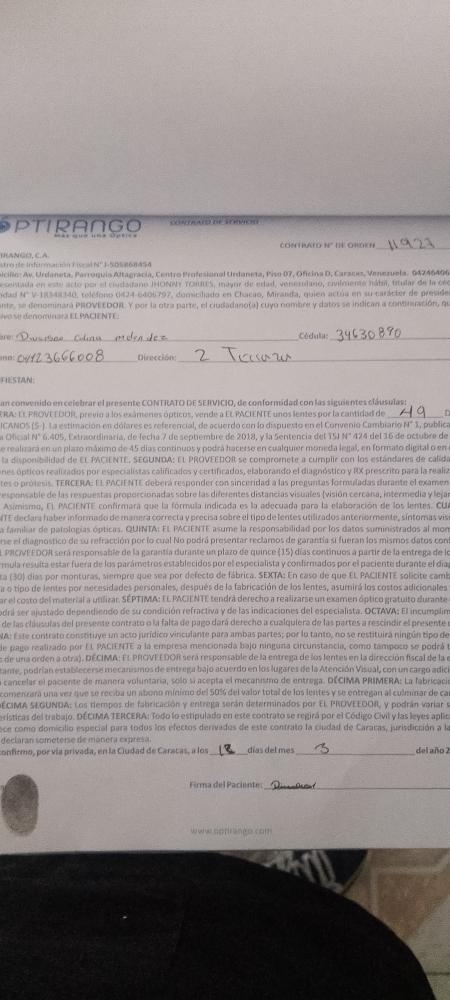 OPTIRANGO
Más que una Óptica
CONTRATO DE SERVICIO
CONTRATO N° DE ORDEN 11923
IRANGO, C.A.
stro de Información Fiscal N° J-505868454
icilio: Av. Urdaneta, Parroquia Altagracia, Centro Profesional Urdaneta, Piso 07, Oficina D, Caracas, Venezuela. 04246406
esentada en este acto por el ciudadano JHONNY TORRES, mayor de edad, venezolano, civilmente hábil, titular de la céd
idad N° V-18348340, teléfono 0424-6406797, domiciliado en Chacao, Miranda, quien actúa en su carácter de preside
nte, se denominará PROVEEDOR. Y por la otra parte, el ciudadano(a) cuyo nombre y datos se indican a continuación, qu
ivo se denominará EL PACIENTE:
bre: Colina melendez Cédula: 34630890
ono: 04123666008 Dirección: 2
FIESTAN:
an convenido en celebrar el presente CONTRATO DE SERVICIO, de conformidad con las siguientes cláusulas:
ERA: EL PROVEEDOR, previo a los exámenes ópticos, vende a EL PACIENTE unos lentes por la cantidad de 49 D
ICANOS ($-). La estimación en dólares es referencial, de acuerdo con lo dispuesto en el Convenio Cambiario N° 1, publica
a Oficial N° 6.405, Extraordinaria, de fecha 7 de septiembre de 2018, y la Sentencia del TSJ N° 424 del 16 de octubre de
e realizará en un plazo máximo de 45 días continuos y podrá hacerse en cualquier moneda legal, en formato digital o en
la disponibilidad de EL PACIENTE. SEGUNDA: EL PROVEEDOR se compromete a cumplir con los estándares de calida
nes ópticos realizados por especialistas calificados y certificados, elaborando el diagnóstico y RX prescrito para la realiz
tes o prótesis. TERCERA: EL PACIENTE deberá responder con sinceridad a las preguntas formuladas durante el examen
responsable de las respuestas proporcionadas sobre las diferentes distancias visuales (visión cercana, intermedia y lejan
Asimismo, EL PACIENTE confirmará que la fórmula indicada es la adecuada para la elaboración de los lentes. CUA
NTE declara haber informado de manera correcta y precisa sobre el tipo de lentes utilizados anteriormente, síntomas vis
a familiar de patologías ópticas. QUINTA: EL PACIENTE asume la responsabilidad por los datos suministrados al mom
rse el diagnostico de su refracción por lo cual No podrá presentar reclamos de garantía si fueran los mismos datos cont
L PROVEEDOR será responsable de la garantía durante un plazo de quince (15) días continuos a partir de la entrega de lo
rmula resulta estar fuera de los parámetros establecidos por el especialista y confirmados por el paciente durante el dia
ta (30) días por monturas, siempre que sea por defecto de fábrica. SEXTA: En caso de que EL PACIENTE solicite camb
a o tipo de lentes por necesidades personales, después de la fabricación de los lentes, asumirá los costos adicionales
ar el costo del material a utilizar. SÉPTIMA: EL PACIENTE tendrá derecho a realizarse un examen óptico gratuito durante
odrá ser ajustado dependiendo de su condición refractiva y de las indicaciones del especialista. OCTAVA: El incumplim
de las cláusulas del presente contrato o la falta de pago dará derecho a cualquiera de las partes a rescindir el presente
NA: Este contrato constituye un acto jurídico vinculante para ambas partes; por lo tanto, no se restituirá ningún tipo de
de pago realizado por EL PACIENTE a la empresa mencionada bajo ninguna circunstancia, como tampoco se podrá t
de una orden a otra). DÉCIMA: EL PROVEEDOR será responsable de la entrega de los lentes en la dirección fiscal de la e
tante, podrían establecerse mecanismos de entrega bajo acuerdo en los lugares de la Atención Visual, con un cargo adici
cancelar el paciente de manera voluntaria, solo si acepta el mecanismo de entrega. DÉCIMA PRIMERA: La fabricació
comenzará una vez que se reciba un abono mínimo del 50% del valor total de los lentes y se entregan al culminar de can
ÉCIMA SEGUNDA: Los tiempos de fabricación y entrega serán determinados por EL PROVEEDOR, y podrán variar s
erísticas del trabajo. DÉCIMA TERCERA: Todo lo estipulado en este contrato se regirá por el Código Civil y las leyes aplic
ece como domicilio especial para todos los efectos derivados de este contrato la ciudad de Caracas, jurisdicción a la
declaran someterse de manera expresa.
onfirmo, por vía privada, en la Ciudad de Caracas, a los 18 días del mes 3 del año 2
Firma del Paciente:
www.optirango.com